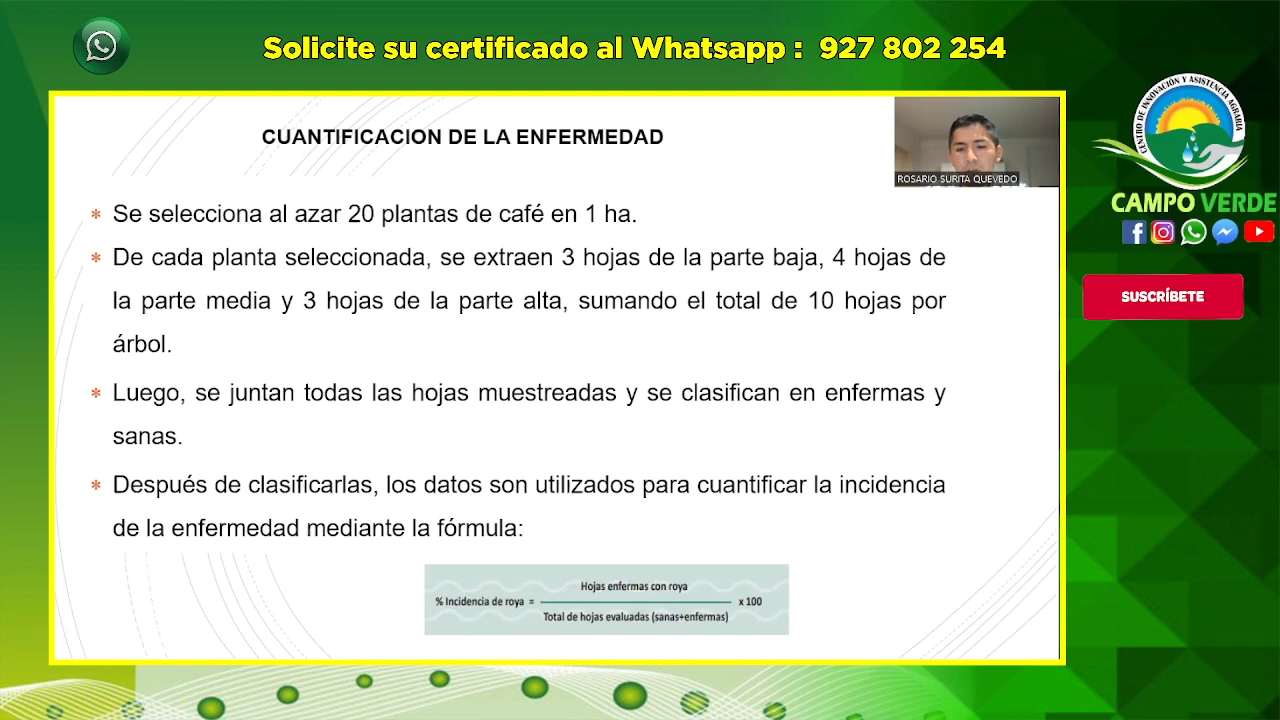 Solicite su certificado al Whatsapp : 927 802 254
CUANTIFICACION DE LA ENFERMEDAD
ROSARIO SURITA QUEVEDO
CENTRO DE INNOVACIÓN Y ASISTENCIA AGRARIA
CAMPO VERDE
SUSCRÍBETE
* Se selecciona al azar 20 plantas de café en 1 ha.
* De cada planta seleccionada, se extraen 3 hojas de la parte baja, 4 hojas de
la parte media y 3 hojas de la parte alta, sumando el total de 10 hojas por
árbol.
* Luego, se juntan todas las hojas muestreadas y se clasifican en enfermas y
sanas.
* Después de clasificarlas, los datos son utilizados para cuantificar la incidencia
de la enfermedad mediante la fórmula:
Hojas enfermas con roya
% Incidencia de roya = x 100
Total de hojas evaluadas (sanas+enfermas)